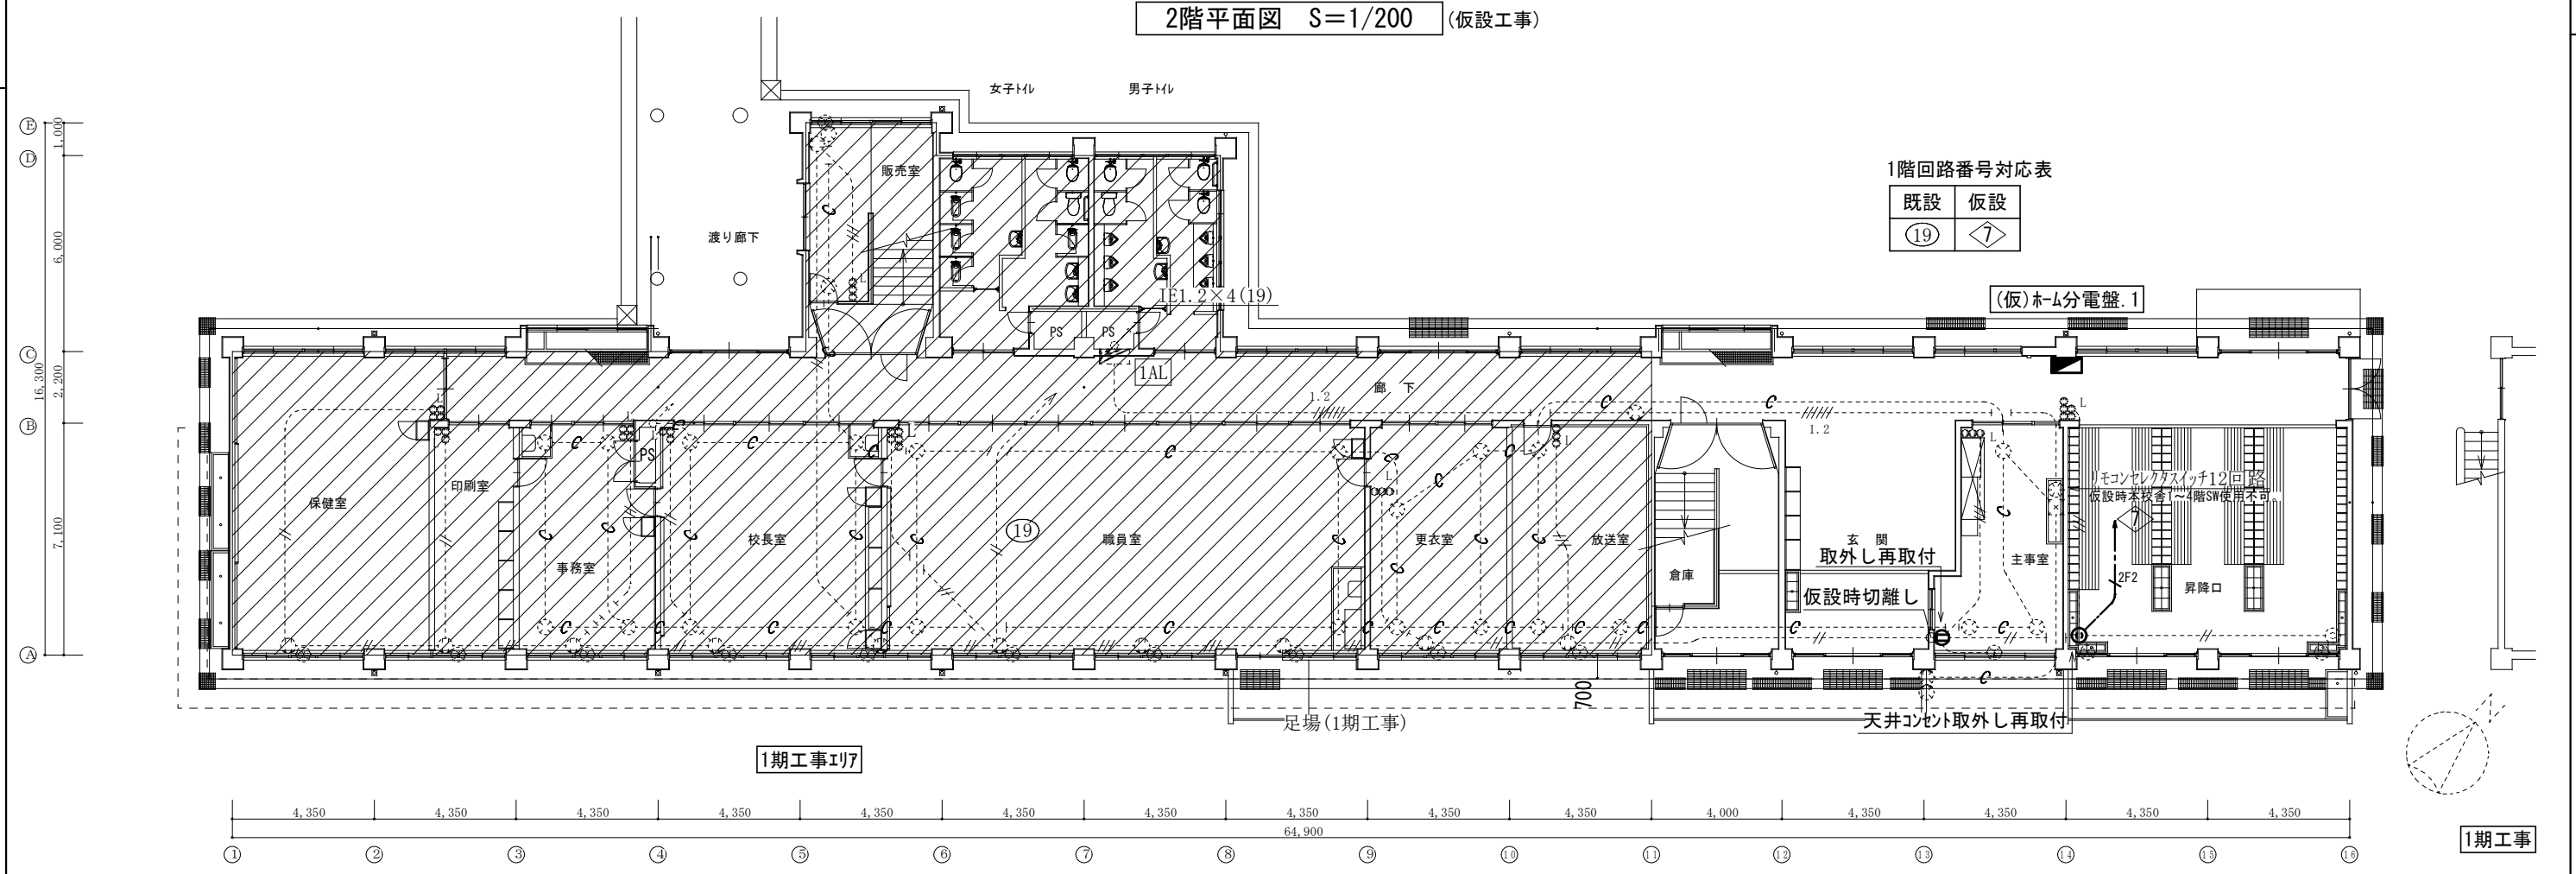 2階平面図 S=1/200 (仮設工事)
女子トイレ
男子トイレ
E
D
C
B
A
1,000
6,000
2,200
7,100
16,300
販売室
渡り廊下
1階回路番号対応表
既設 仮設
19 7
IE1.2×4(19)
(仮)ホーム分電盤.1
PS
PS
1AL
廊 下
1.2
1.2
L
L
L
L
L
L
L
PS
保健室
印刷室
事務室
校長室
19
職員室
更衣室
放送室
倉庫
玄 関
取外し再取付
仮設時切離し
主事室
リモコンセレクタスイッチ12回路
仮設時本校舎1~4階SW使用不可。
7
2F2
昇降口
700
足場(1期工事)
天井コンセント取外し再取付
1期工事エリア
4,350 4,350 4,350 4,350 4,350 4,350 4,350 4,350 4,350 4,350 4,000 4,350 4,350 4,350 4,350
64,900
1 2 3 4 5 6 7 8 9 10 11 12 13 14 15 16
1期工事